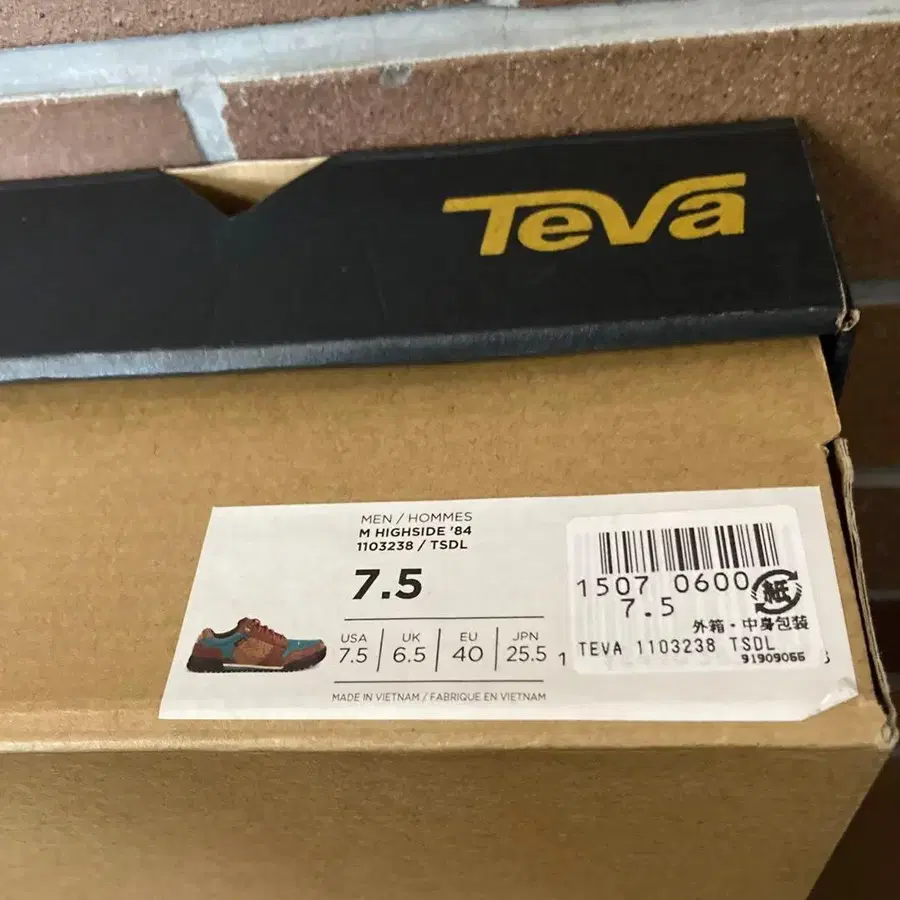 Teva
MEN / HOMMES
M HIGHSIDE '84
1103238 / TSDL
7.5
USA
7.5
UK
6.5
EU
40
JPN
25.5
1
MADE IN VIETNAM / FABRIQUE EN VIETNAM
1507 0600
7.5
紙
外箱・中身包装
TEVA 1103238 TSDL
91909066